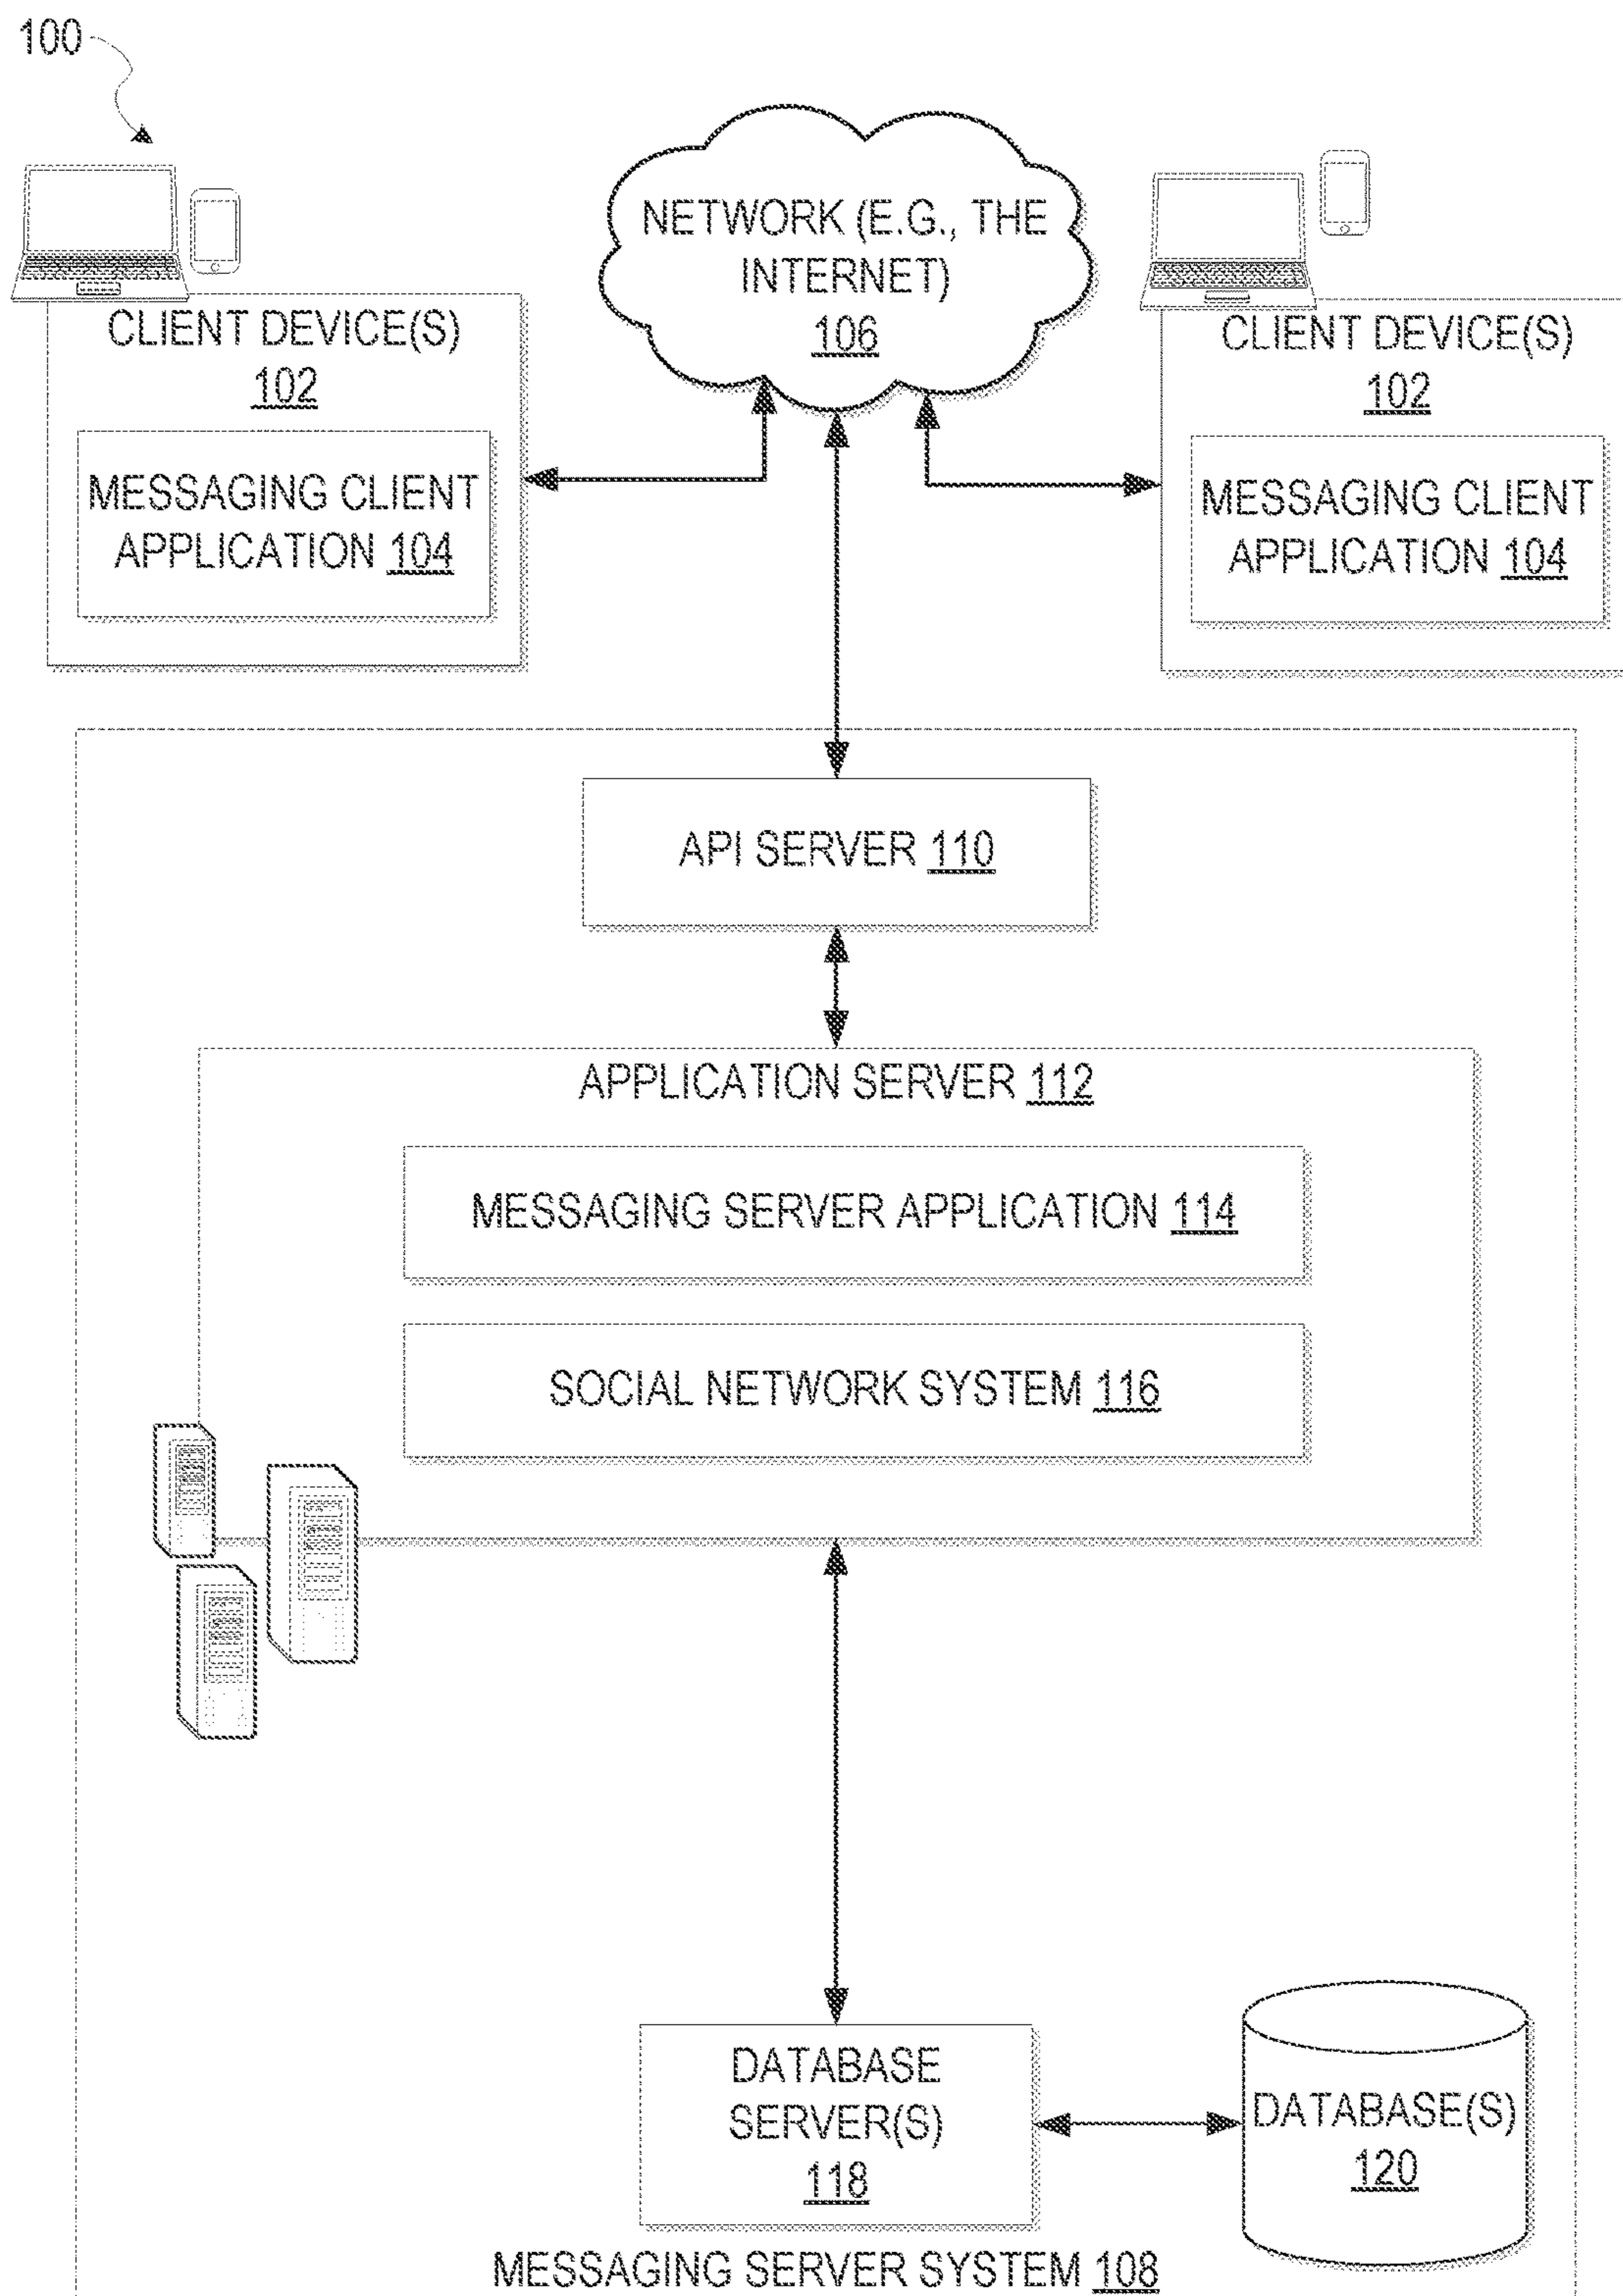 100
NETWORK (E.G., THE
INTERNET)
106
CLIENT DEVICE(S)
102
MESSAGING CLIENT
APPLICATION 104
CLIENT DEVICE(S)
102
MESSAGING CLIENT
APPLICATION 104
API SERVER 110
APPLICATION SERVER 112
MESSAGING SERVER APPLICATION 114
SOCIAL NETWORK SYSTEM 116
DATABASE
SERVER(S)
118
DATABASE(S)
120
MESSAGING SERVER SYSTEM 108